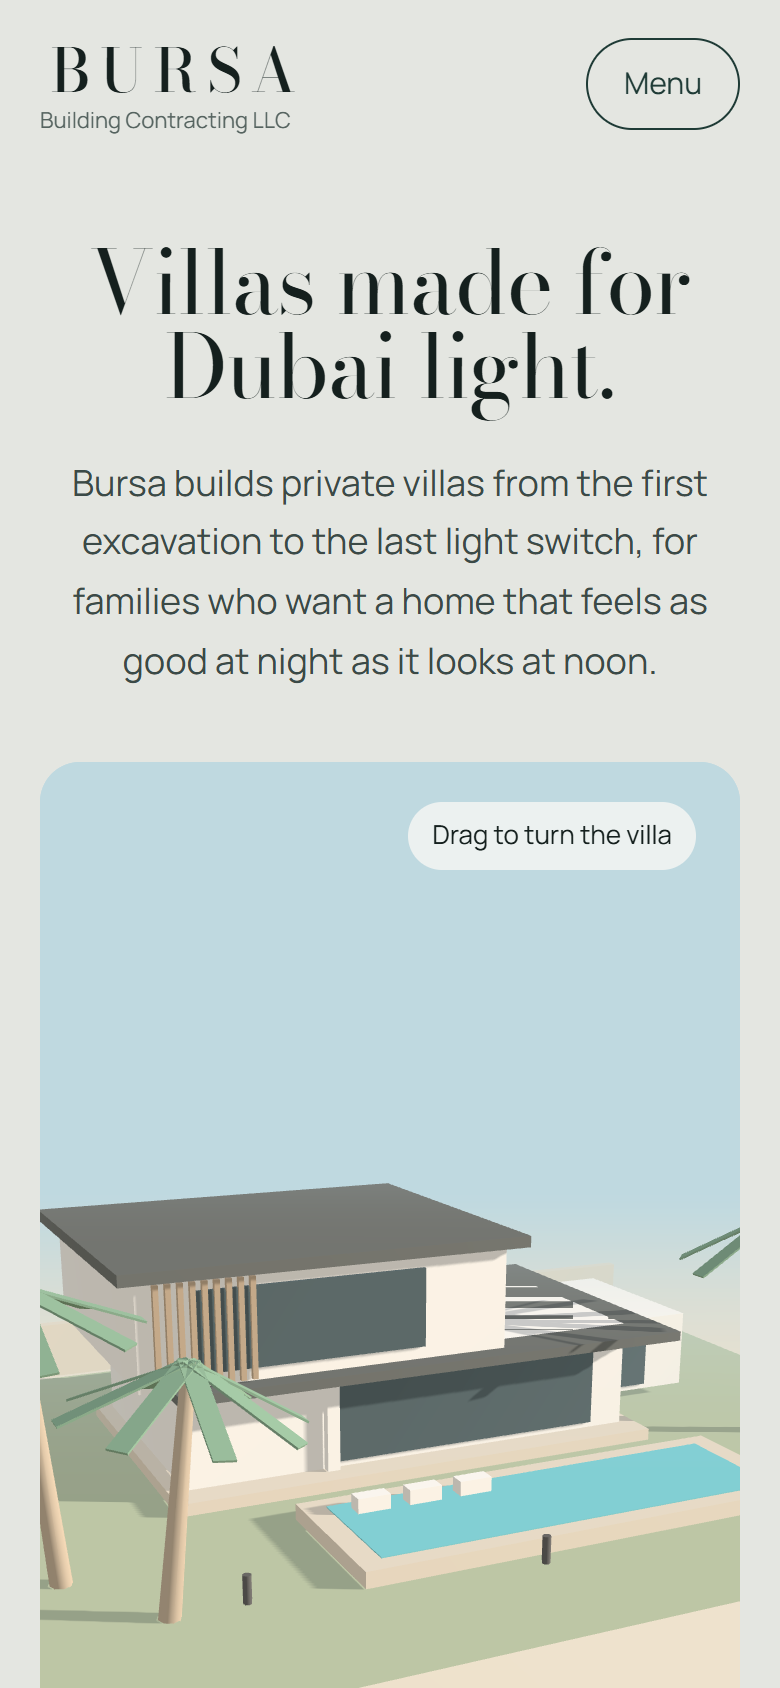 BURSA
Building Contracting LLC
Menu
Villas made for
Dubai light.
Bursa builds private villas from the first
excavation to the last light switch, for
families who want a home that feels as
good at night as it looks at noon.
Drag to turn the villa